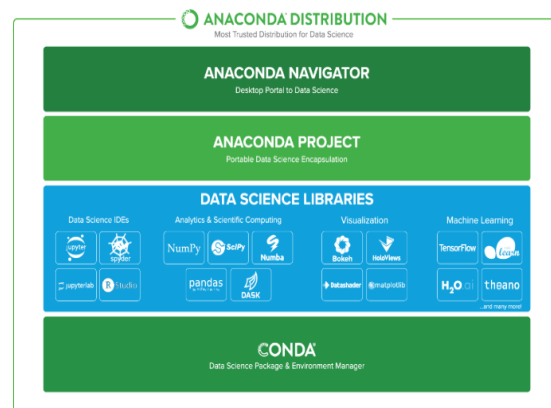 ANACONDA DISTRIBUTION
Most Trusted Distribution for Data Science
ANACONDA NAVIGATOR
Desktop Portal to Data Science
ANACONDA PROJECT
Portable Data Science Encapsulation
DATA SCIENCE LIBRARIES
Data Science IDEs
Analytics & Scientific Computing
Visualization
Machine Learning
jupyter
spyder
NumPy
SciPy
Numba
Bokeh
HoloViews
TensorFlow
learn
jupyterlab
R Studio
pandas
DASK
Datashader
matplotlib
H₂O.ai
theano
...and many more!
CONDA
Data Science Package & Environment Manager